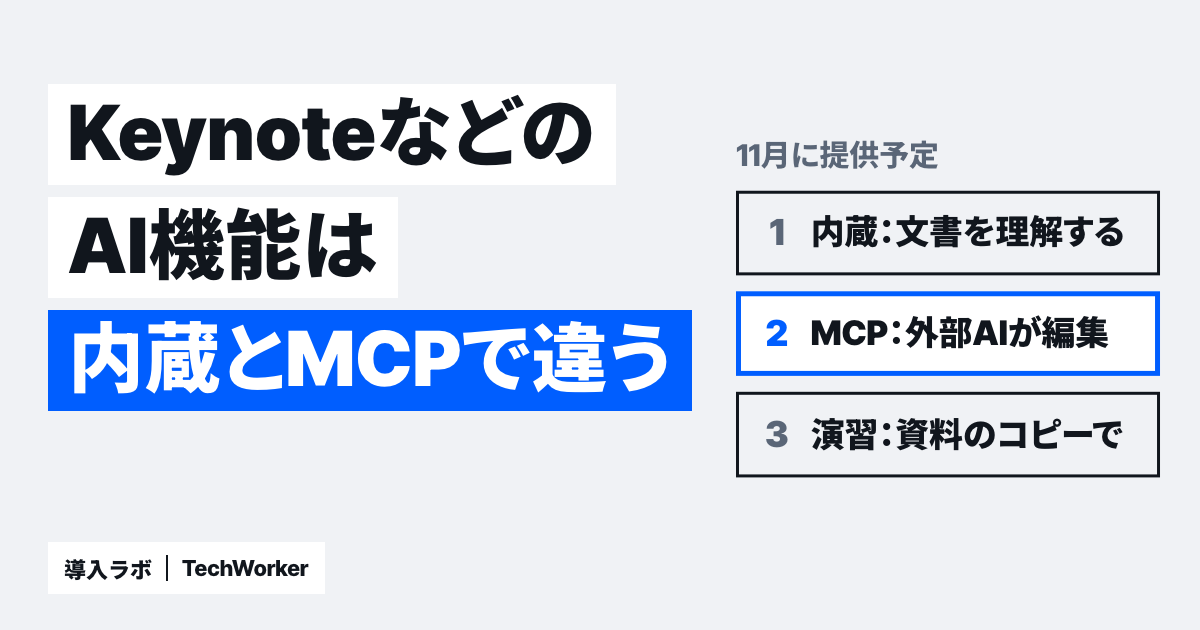 Keynoteなどの
AI機能は
内蔵とMCPで違う
11月に提供予定
1 内蔵：文書を理解する
2 MCP：外部AIが編集
3 演習：資料のコピーで
導入ラボ | TechWorker